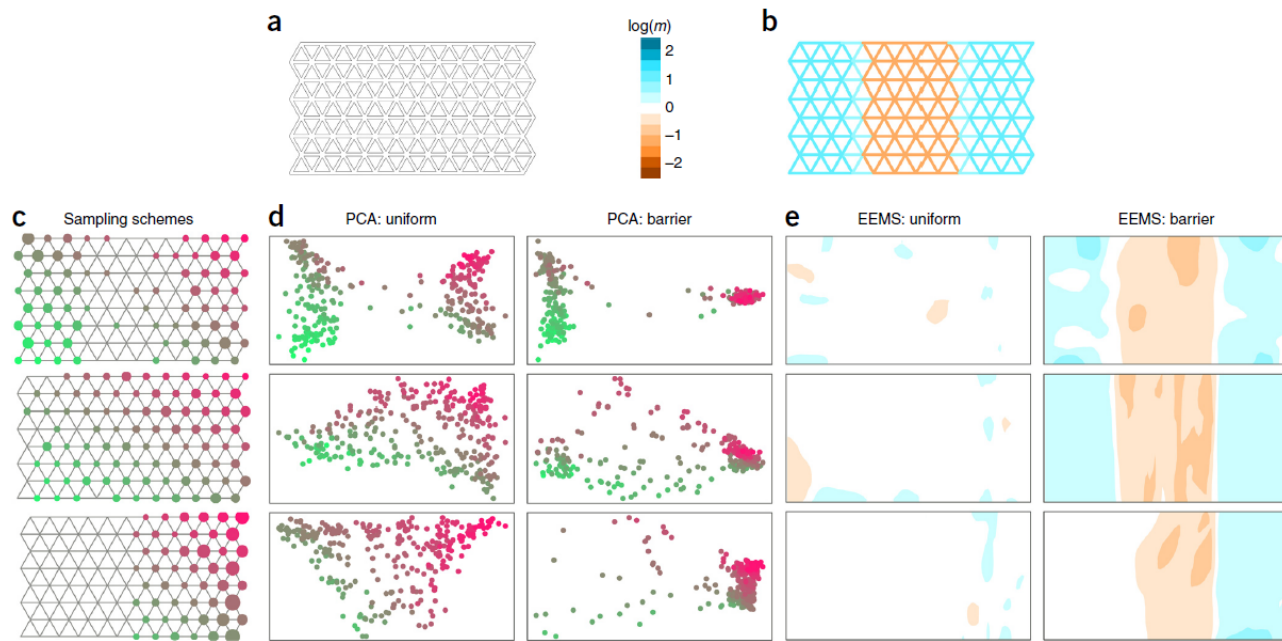 a
log(m)
2
1
0
–1
–2
b
c
Sampling schemes
d
PCA: uniform
PCA: barrier
e
EEMS: uniform
EEMS: barrier